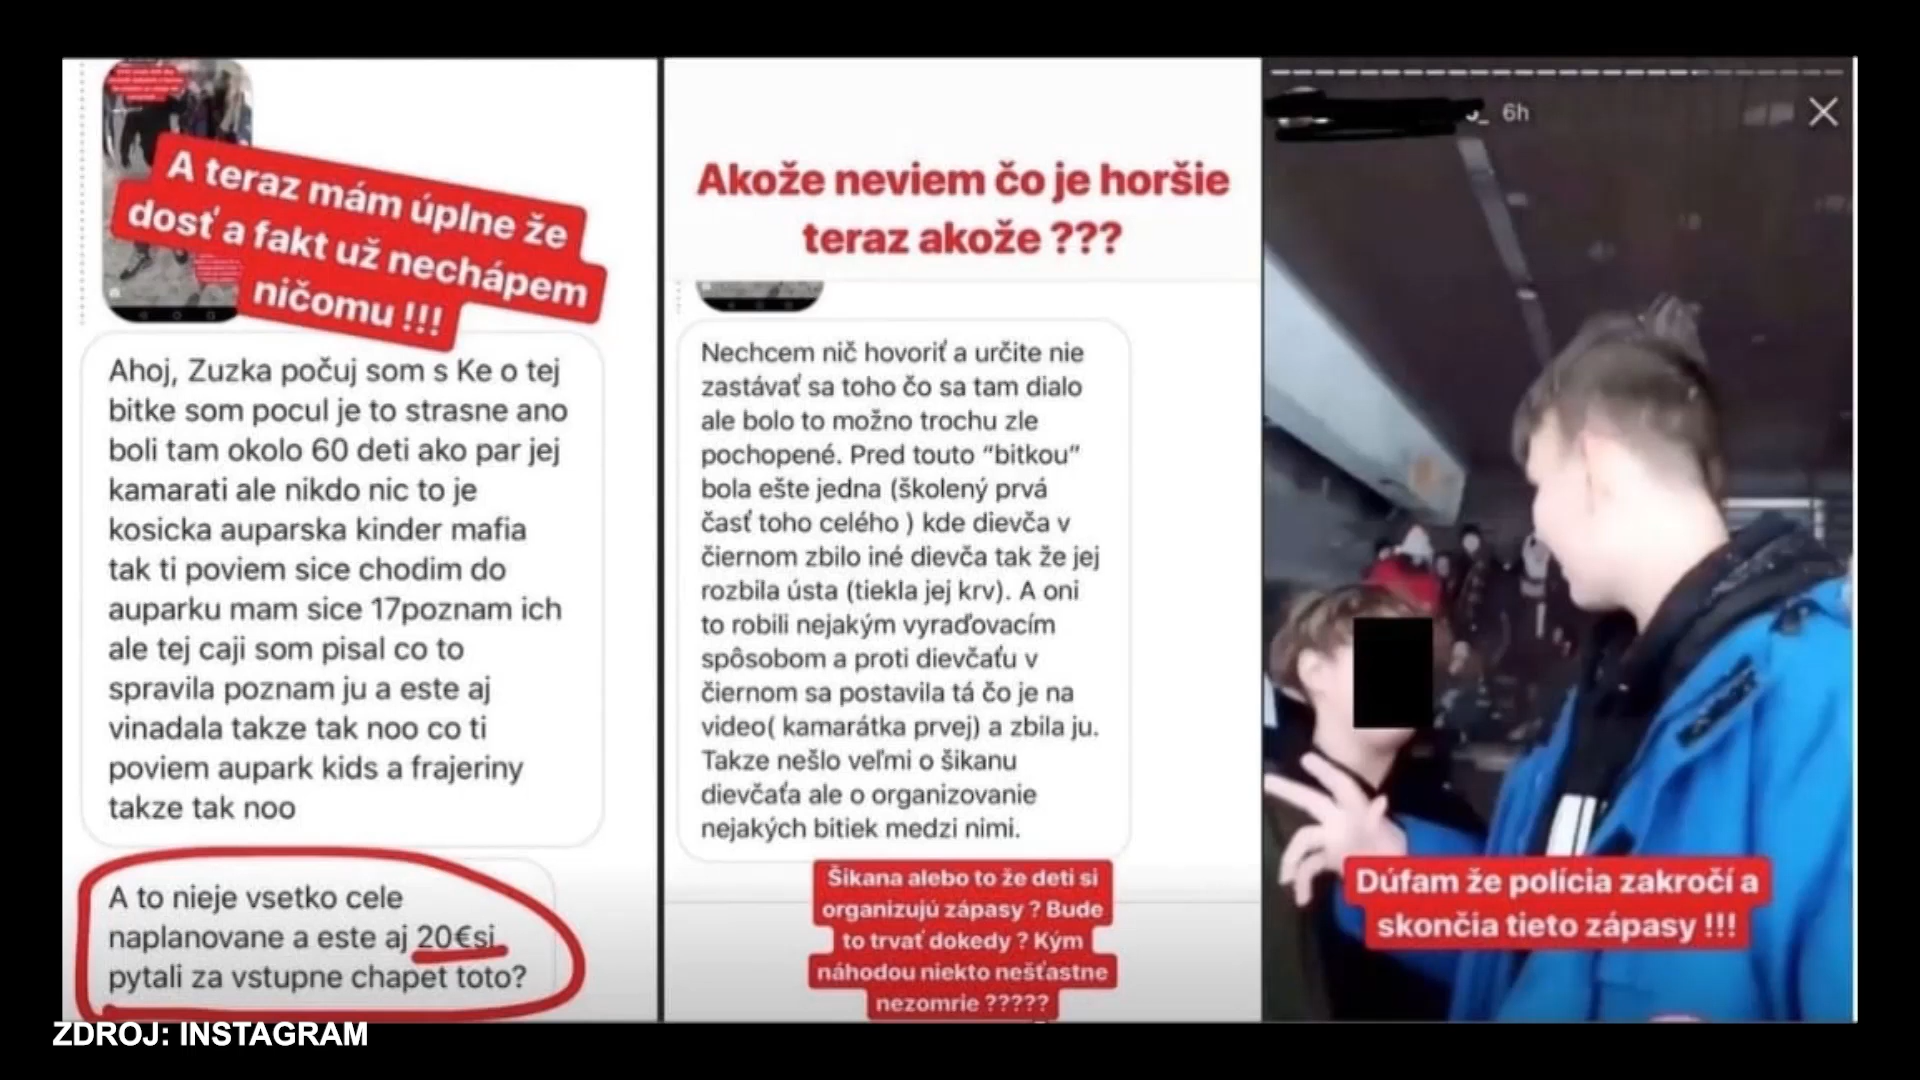 A teraz mám úplne že
dosť a fakt už nechápem
ničomu !!!
Ahoj, Zuzka počuj som s Ke o tej
bitke som pocul je to strasne ano
boli tam okolo 60 deti ako par jej
kamarati ale nikdo nic to je
kosicka auparska kinder mafia
tak ti poviem sice chodim do
auparku mam sice 17poznam ich
ale tej caji som pisal co to
spravila poznam ju a este aj
vinadala takze tak noo co ti
poviem aupark kids a frajeriny
takze tak noo
A to nieje vsetko cele
naplanovane a este aj 20€si
pytali za vstupne chapet toto?
Akože neviem čo je horšie
teraz akože ???
Nechcem nič hovoriť a určite nie
zastávať sa toho čo sa tam dialo
ale bolo to možno trochu zle
pochopené. Pred touto “bitkou”
bola ešte jedna (školený prvá
časť toho celého ) kde dievča v
čiernom zbilo iné dievča tak že jej
rozbila ústa (tiekla jej krv). A oni
to robili nejakým vyraďovacím
spôsobom a proti dievčaťu v
čiernom sa postavila tá čo je na
video( kamarátka prvej) a zbila ju.
Takze nešlo veľmi o šikanu
dievčaťa ale o organizovanie
nejakých bitiek medzi nimi.
Šikana alebo to že deti si
organizujú zápasy ? Bude
to trvať dokedy ? Kým
náhodou niekto nešťastne
nezomrie ?????
6h
Dúfam že polícia zakročí a
skončia tieto zápasy !!!
ZDROJ: INSTAGRAM